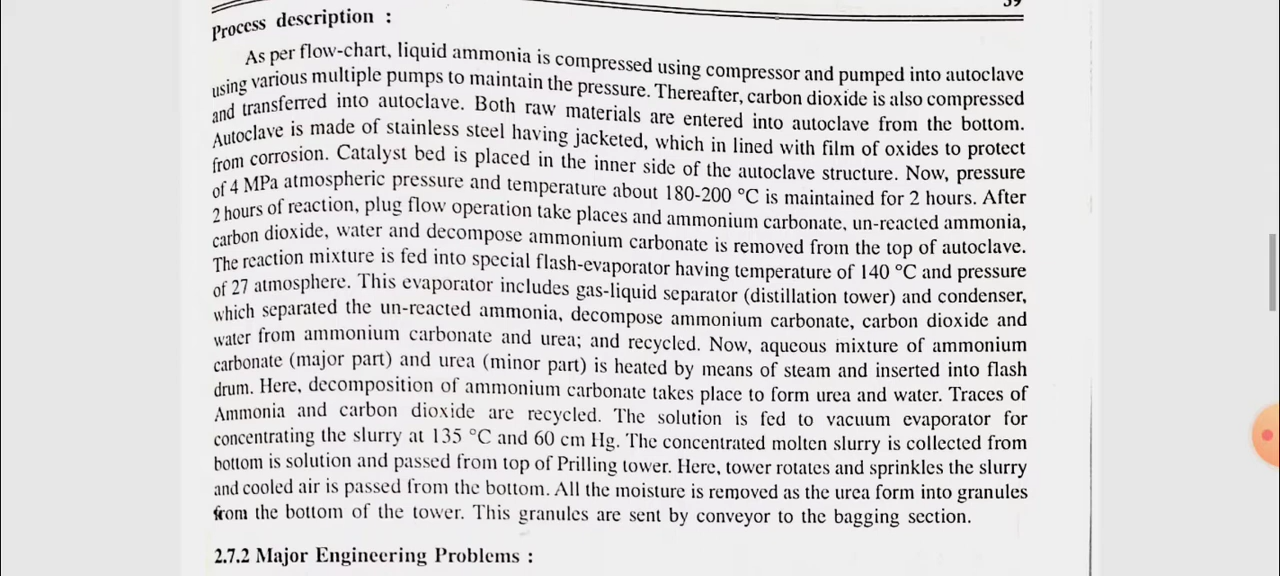 39
Process description :
As per flow-chart, liquid ammonia is compressed using compressor and pumped into autoclave
using various multiple pumps to maintain the pressure. Thereafter, carbon dioxide is also compressed
and transferred into autoclave. Both raw materials are entered into autoclave from the bottom.
Autoclave is made of stainless steel having jacketed, which in lined with film of oxides to protect
from corrosion. Catalyst bed is placed in the inner side of the autoclave structure. Now, pressure
of 4 MPa atmospheric pressure and temperature about 180-200 °C is maintained for 2 hours. After
2 hours of reaction, plug flow operation take places and ammonium carbonate, un-reacted ammonia,
carbon dioxide, water and decompose ammonium carbonate is removed from the top of autoclave.
The reaction mixture is fed into special flash-evaporator having temperature of 140 °C and pressure
of 27 atmosphere. This evaporator includes gas-liquid separator (distillation tower) and condenser,
which separated the un-reacted ammonia, decompose ammonium carbonate, carbon dioxide and
water from ammonium carbonate and urea; and recycled. Now, aqueous mixture of ammonium
carbonate (major part) and urea (minor part) is heated by means of steam and inserted into flash
drum. Here, decomposition of ammonium carbonate takes place to form urea and water. Traces of
Ammonia and carbon dioxide are recycled. The solution is fed to vacuum evaporator for
concentrating the slurry at 135 °C and 60 cm Hg. The concentrated molten slurry is collected from
bottom is solution and passed from top of Prilling tower. Here, tower rotates and sprinkles the slurry
and cooled air is passed from the bottom. All the moisture is removed as the urea form into granules
from the bottom of the tower. This granules are sent by conveyor to the bagging section.
2.7.2 Major Engineering Problems :